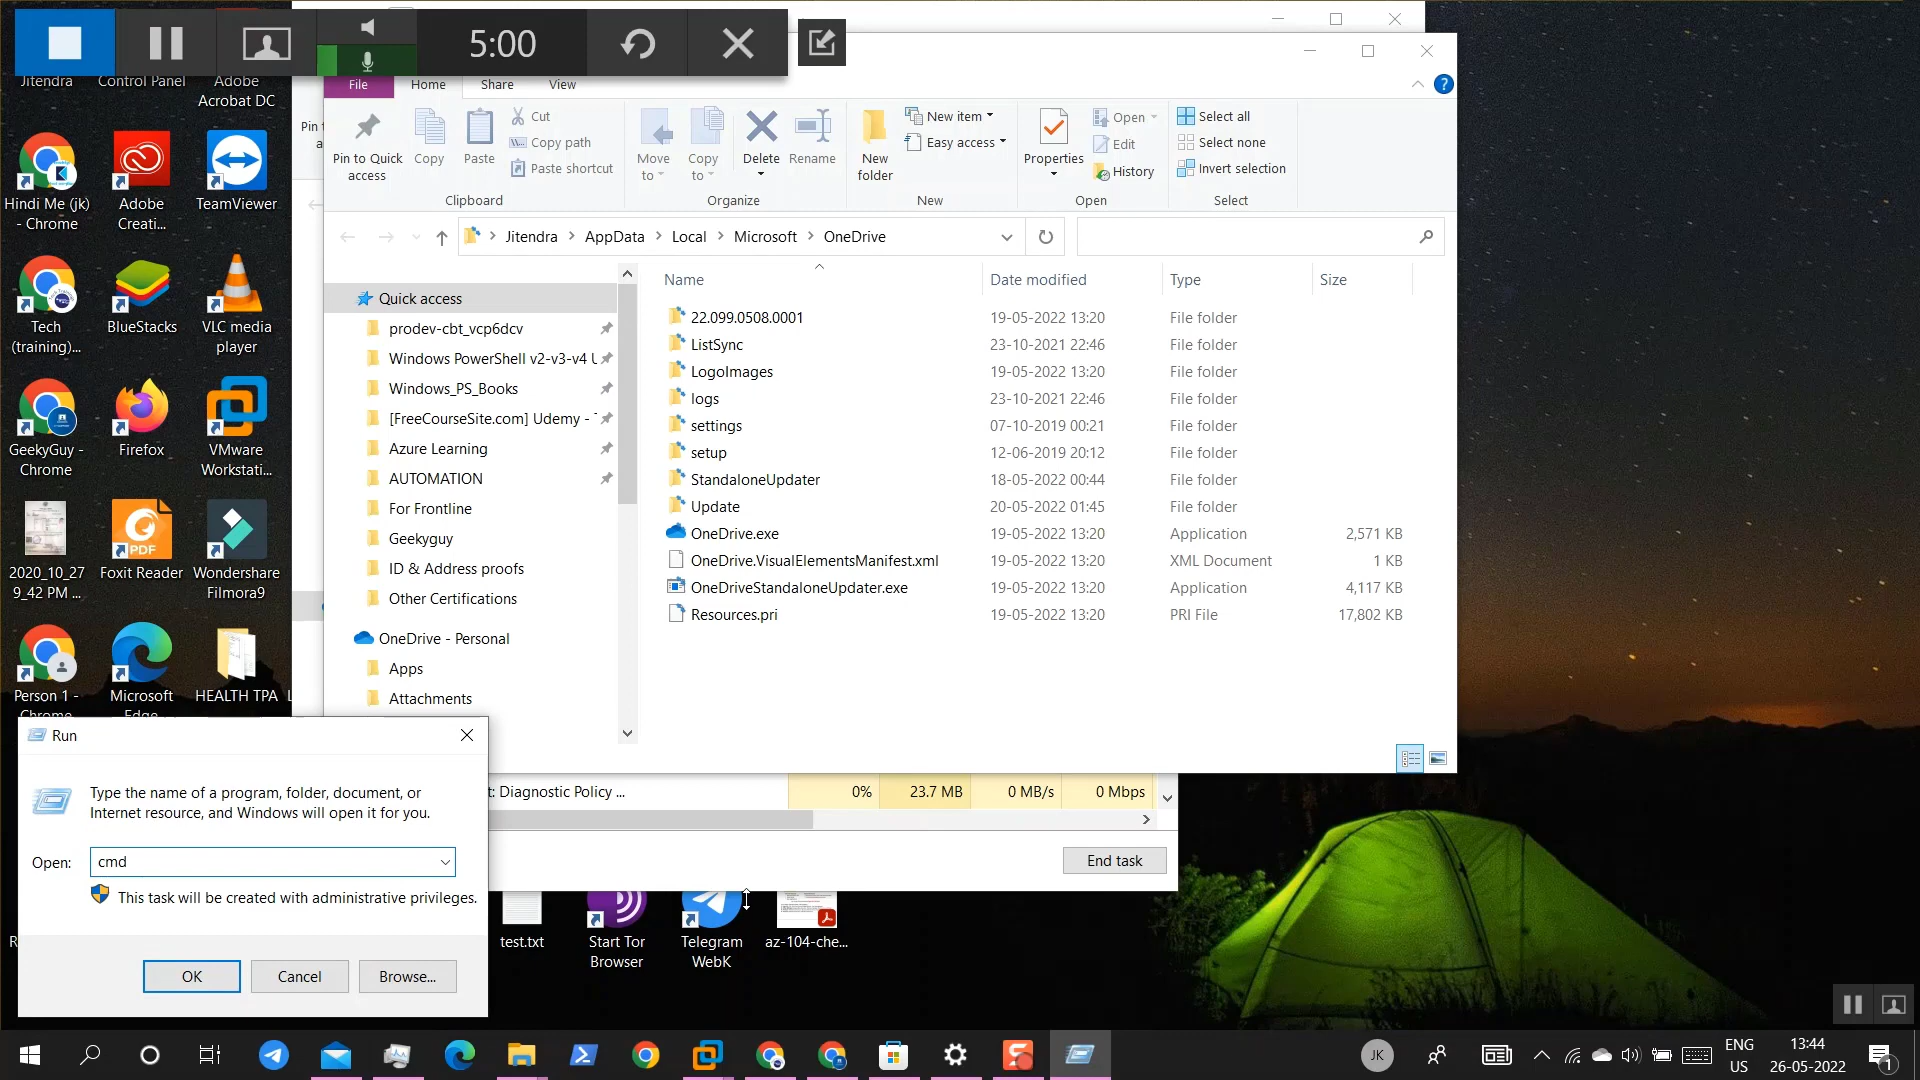 5:00
Jitendra
Control Panel
Adobe
Acrobat DC
Hindi Me (jk)
- Chrome
Adobe
Creati...
TeamViewer
Tech
(training)...
BlueStacks
VLC media
player
GeekyGuy -
Chrome
Firefox
VMware
Workstati...
2020_10_27
9_42 PM ...
Foxit Reader
Wondershare
Filmora9
Person 1 -
Chrome
Microsoft
Edge
HEALTH TPA
File
Home
Share
View
Pin to Quick
access
Copy
Paste
Cut
Copy path
Paste shortcut
Clipboard
Move
to
Copy
to
Delete
Rename
Organize
New
folder
New item
Easy access
New
Properties
Open
Edit
History
Open
Select all
Select none
Invert selection
Select
Jitendra > AppData > Local > Microsoft > OneDrive
Name
Date modified
Type
Size
Quick access
prodev-cbt_vcp6dcv
Windows PowerShell v2-v3-v4 U
Windows_PS_Books
[FreeCourseSite.com] Udemy -
Azure Learning
AUTOMATION
For Frontline
Geekyguy
ID & Address proofs
Other Certifications
OneDrive - Personal
Apps
Attachments
22.099.0508.0001 19-05-2022 13:20 File folder
ListSync 23-10-2021 22:46 File folder
LogoImages 19-05-2022 13:20 File folder
logs 23-10-2021 22:46 File folder
settings 07-10-2019 00:21 File folder
setup 12-06-2019 20:12 File folder
StandaloneUpdater 18-05-2022 00:44 File folder
Update 20-05-2022 01:45 File folder
OneDrive.exe 19-05-2022 13:20 Application 2,571 KB
OneDrive.VisualElementsManifest.xml 19-05-2022 13:20 XML Document 1 KB
OneDriveStandaloneUpdater.exe 19-05-2022 13:20 Application 4,117 KB
Resources.pri 19-05-2022 13:20 PRI File 17,802 KB
t: Diagnostic Policy ... 0% 23.7 MB 0 MB/s 0 Mbps
End task
Run
Type the name of a program, folder, document, or
Internet resource, and Windows will open it for you.
Open: cmd
This task will be created with administrative privileges.
OK
Cancel
Browse...
test.txt
Start Tor
Browser
Telegram
WebK
az-104-che...
PDF
JK
ENG
US
13:44
26-05-2022
1